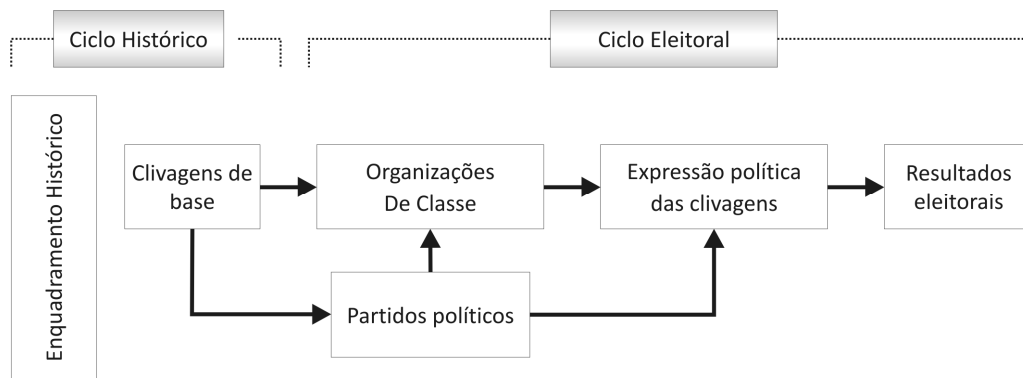 Ciclo Histórico
Ciclo Eleitoral
Enquadramento Histórico
Clivagens de
base
Organizações
De Classe
Expressão política
das clivagens
Resultados
eleitorais
Partidos políticos